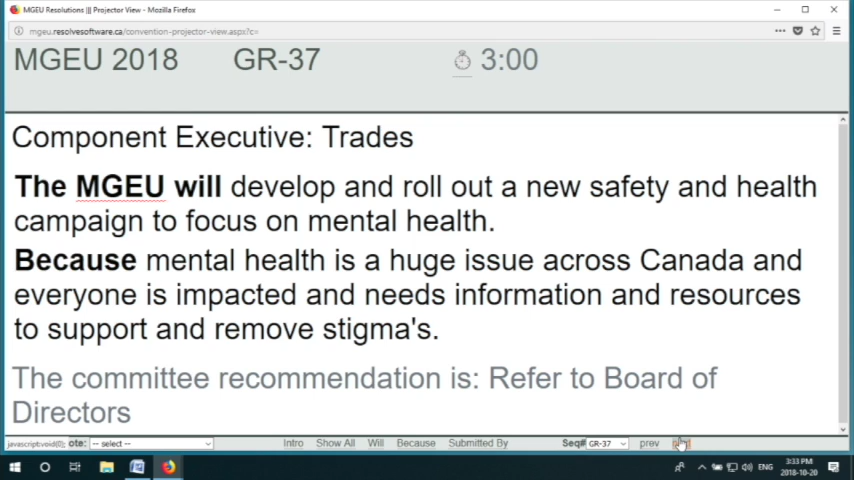 MGEU Resolutions ||| Projector View - Mozilla Firefox
mgeu.resolvesoftware.ca/convention-projector-view.aspx?c=
MGEU 2018 GR-37 3:00
Component Executive: Trades
The MGEU will develop and roll out a new safety and health
campaign to focus on mental health.
Because mental health is a huge issue across Canada and
everyone is impacted and needs information and resources
to support and remove stigma's.
The committee recommendation is: Refer to Board of
Directors
javascript:void(0); ote: -- select -- Intro Show All Will Because Submitted By Seq# GR-37 prev
ENG 3:33 PM
2018-10-20